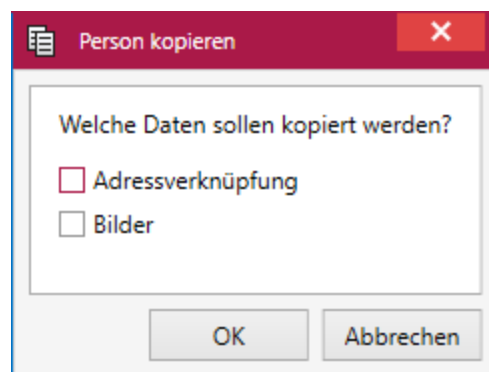 Person kopieren
Welche Daten sollen kopiert werden?
Adressverknüpfung
Bilder
OK Abbrechen